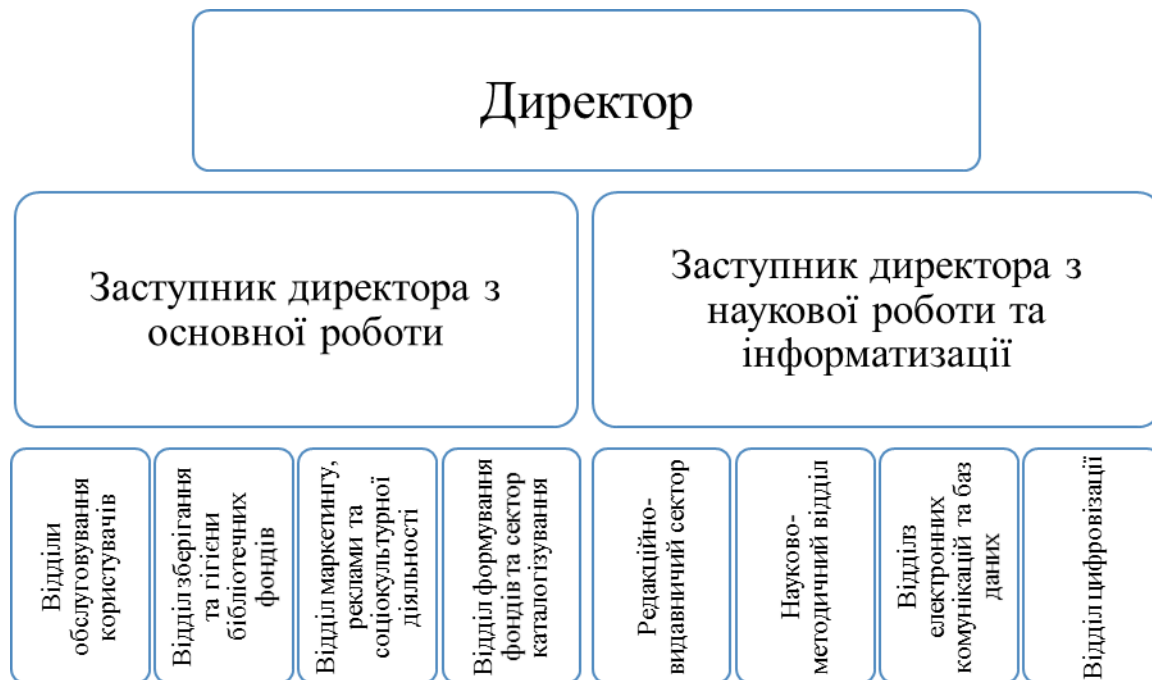 Директор
Заступник директора з
основної роботи
Заступник директора з
наукової роботи та
інформатизації
Відділи
обслуговування
користувачів
Відділ зберігання
та гігієни
бібліотечних
фондів
Відділ маркетингу,
реклами та
соціокультурної
діяльності
Відділ формування
фондів та сектор
каталогізування
Редакційно-
видавничий сектор
Науково-
методичний відділ
Відділз
електронних
комунікацій та баз
даних
Відділ цифровізації